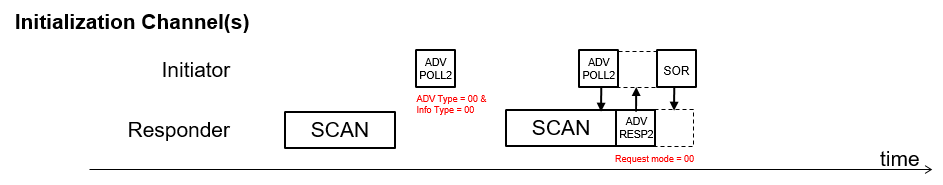 Initialization Channel(s)
Initiator
ADV
POLL2
ADV
POLL2
SOR
ADV Type = 00 &
Info Type = 00
Responder
SCAN
SCAN
ADV
RESP2
Request mode = 00
time